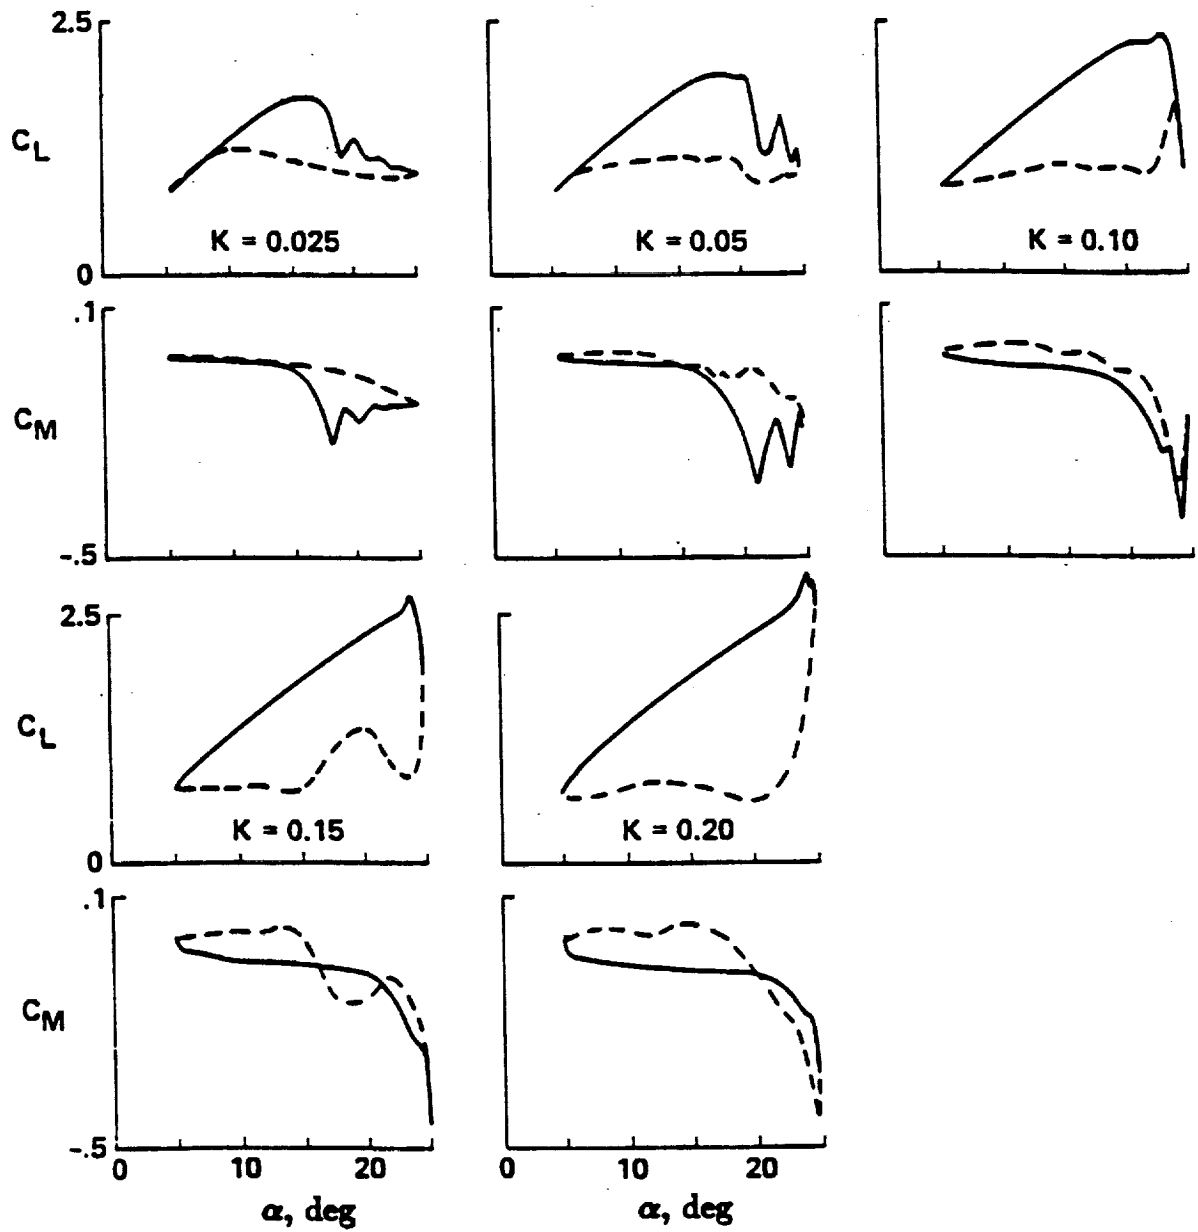 2.5
C_L
K = 0.025
K = 0.05
K = 0.10
0
.1
C_M
-.5
2.5
C_L
K = 0.15
K = 0.20
0
.1
C_M
-.5
0 10 20 0 10 20
α, deg α, deg